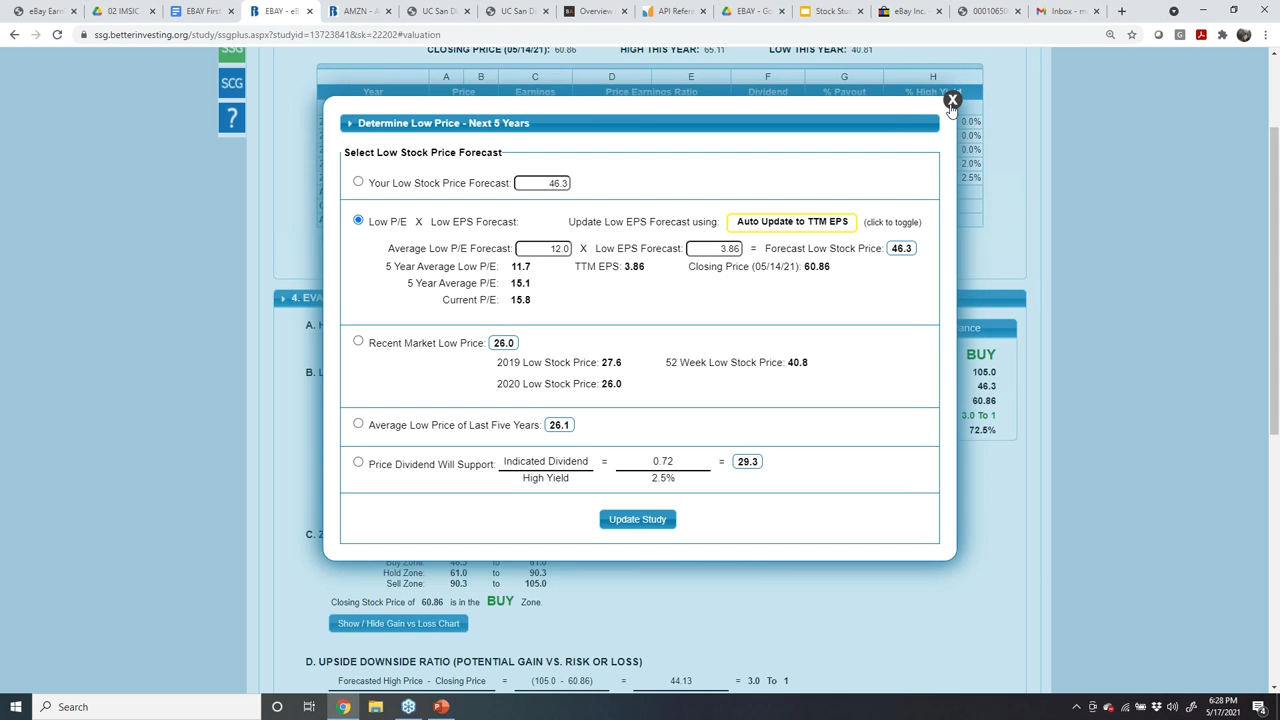 eBay Earn
02 IMSIC
EBAY First
EBAY - eB
AMZN - A
UC San D
UC San D
Overview
API Refere
EBAY - Go
Stock Stu
eBay Inc.
00010650
Inbox - m
ssg.betterinvesting.org/study/ssgplus.aspx?studyid=13723841&sk=22202#valuation
CLOSING PRICE (05/14/21): 60.86 HIGH THIS YEAR: 65.11 LOW THIS YEAR: 40.81
SSG
SCG
?
A B C D E F G H
Year Price Earnings Price Earnings Ratio Dividend % Payout % High Yield
X
0.0%
0.0%
0.0%
2.0%
2.5%
Determine Low Price - Next 5 Years
Select Low Stock Price Forecast
Your Low Stock Price Forecast: 46.3
Low P/E X Low EPS Forecast: Update Low EPS Forecast using: Auto Update to TTM EPS (click to toggle)
Average Low P/E Forecast: 12.0 X Low EPS Forecast: 3.86 = Forecast Low Stock Price: 46.3
5 Year Average Low P/E: 11.7 TTM EPS: 3.86 Closing Price (05/14/21): 60.86
5 Year Average P/E: 15.1
Current P/E: 15.8
Recent Market Low Price: 26.0
2019 Low Stock Price: 27.6 52 Week Low Stock Price: 40.8
2020 Low Stock Price: 26.0
Average Low Price of Last Five Years: 26.1
Price Dividend Will Support: Indicated Dividend = 0.72 = 29.3
High Yield 2.5%
Update Study
4. EVA
A. H
B. L
C. Z
ance
BUY
105.0
46.3
60.86
3.0 To 1
72.5%
Buy Zone: 46.3 to 61.0
Hold Zone: 61.0 to 90.3
Sell Zone: 90.3 to 105.0
Closing Stock Price of 60.86 is in the BUY Zone.
Show / Hide Gain vs Loss Chart
D. UPSIDE DOWNSIDE RATIO (POTENTIAL GAIN VS. RISK OR LOSS)
Forecasted High Price - Closing Price = (105.0 - 60.86) = 44.13 = 3.0 To 1
Search
6:28 PM
5/17/2021